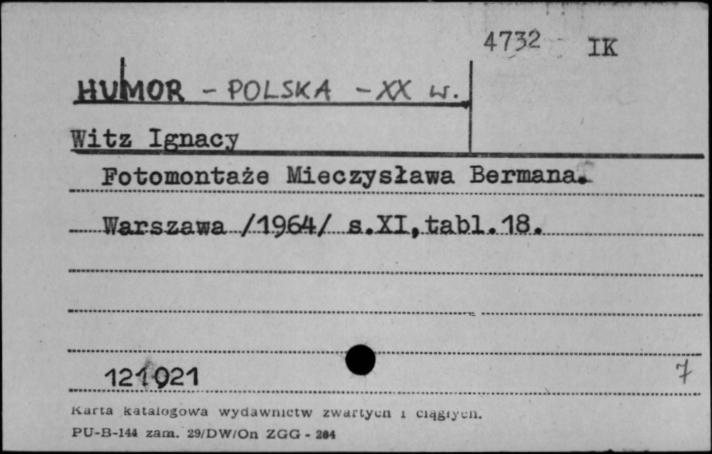 4732 IK
HUMOR - POLSKA - XX w.
Witz Ignacy
Fotomontaże Mieczysława Bermana.
Warszawa /1964/ s.XI,tabl.18.
121021
7
Karta katalogowa wydawnictw zwartych i ciągłych.
PU-B-144 zam. 29/DW/On ZGG - 204